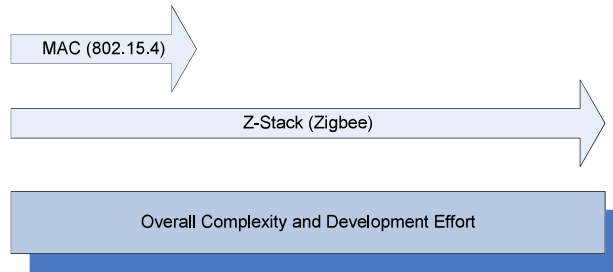 MAC (802.15.4)
Z-Stack (Zigbee)
Overall Complexity and Development Effort